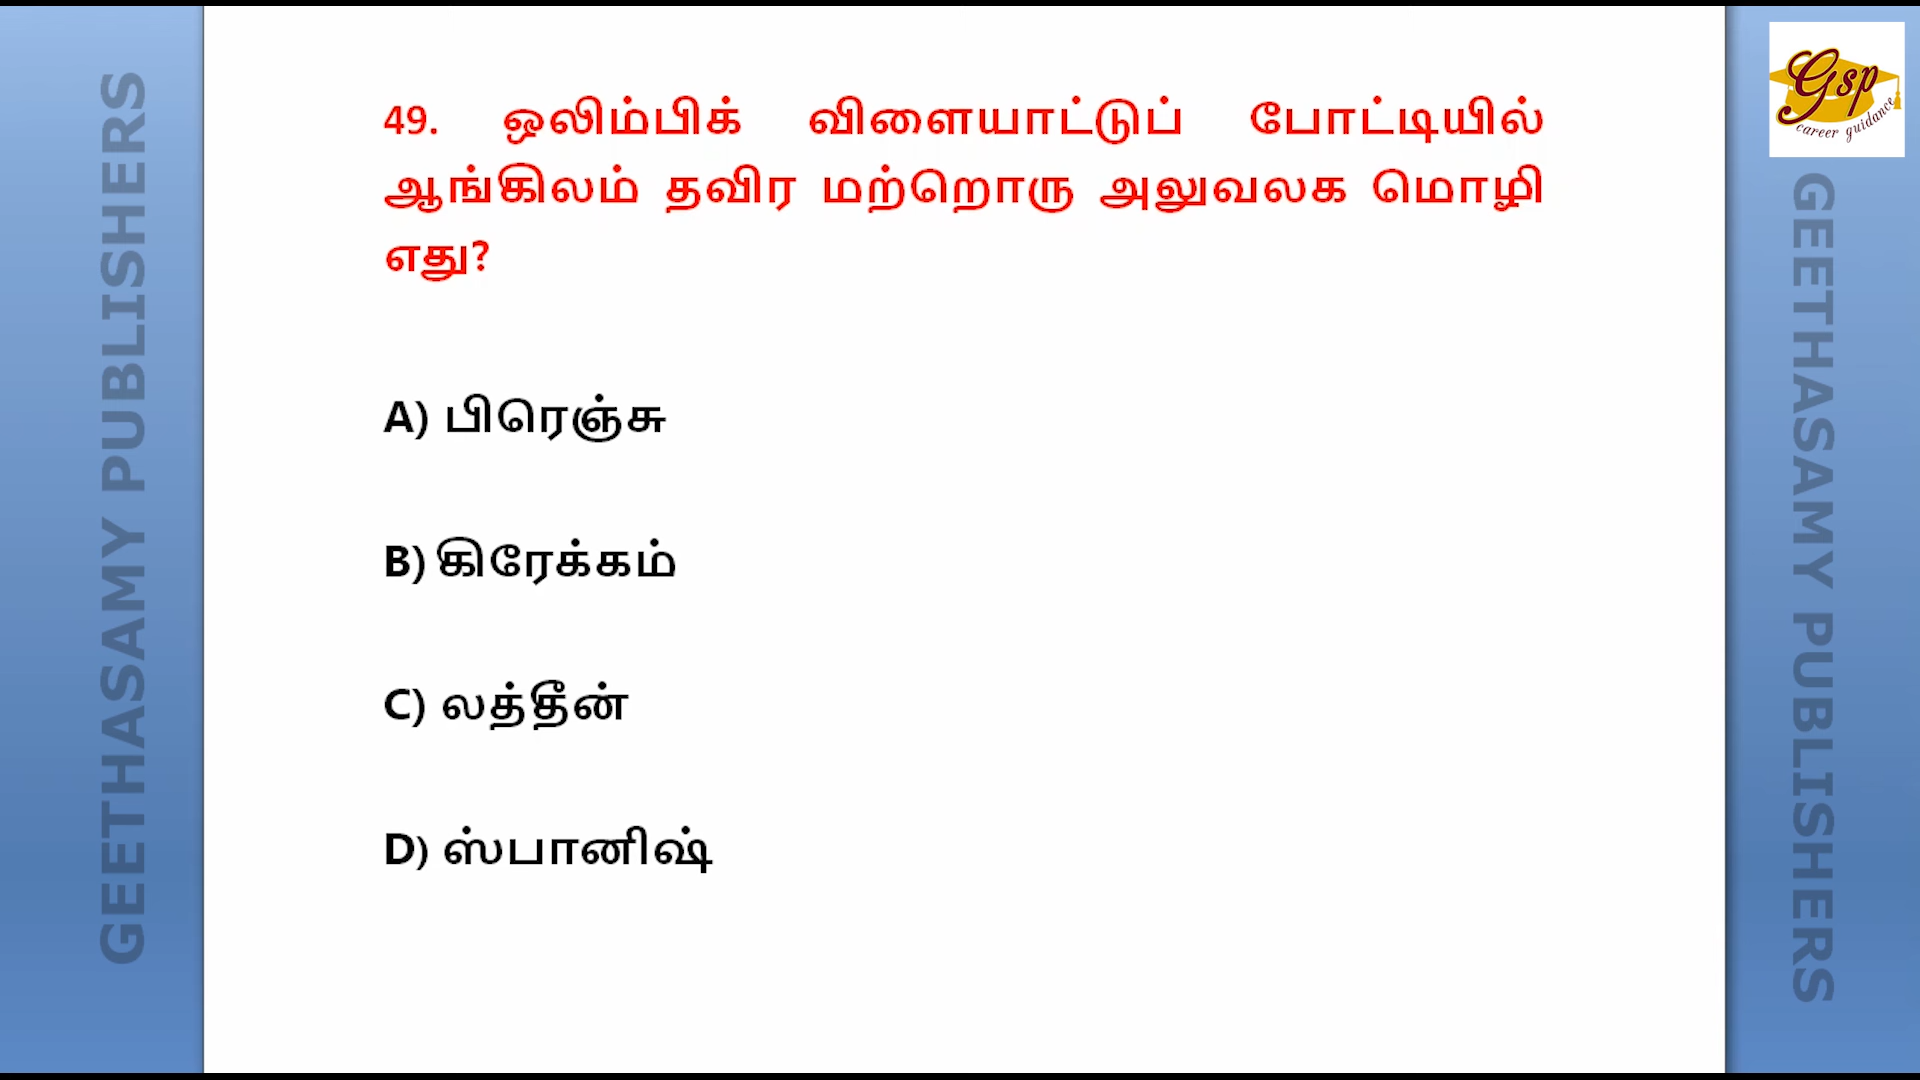 49. ஒலிம்பிக் விளையாட்டுப் போட்டியில்
ஆங்கிலம் தவிர மற்றொரு அலுவலக மொழி
எது?
A) பிரெஞ்சு
B) கிரேக்கம்
C) லத்தீன்
D) ஸ்பானிஷ்
GEETHASAMY PUBLISHERS
GEETHASAMY PUBLISHERS
Gsp
career guidance